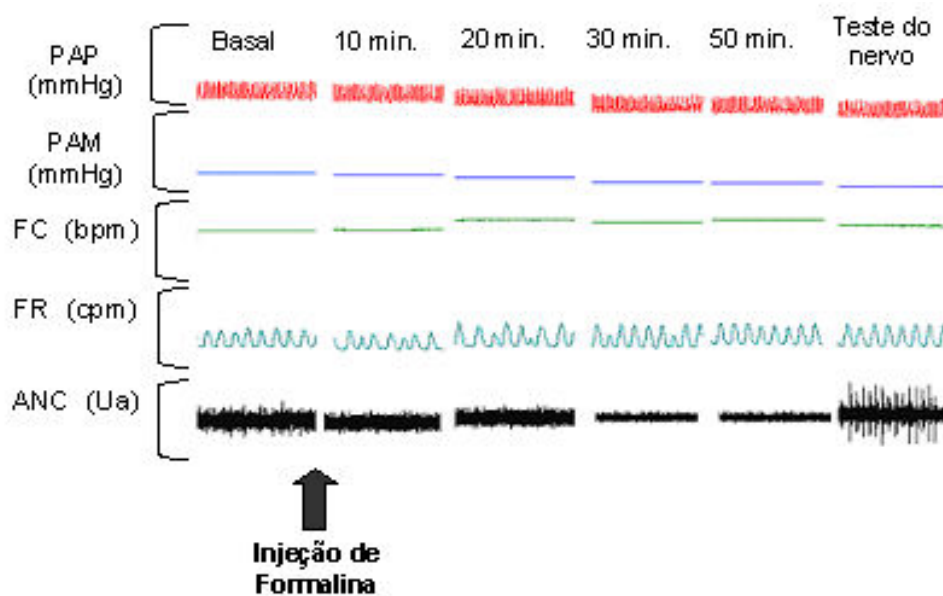 PAP
(mmHg)
Basal
10 min.
20 min.
30 min.
50 min.
Teste do
nervo
PAM
(mmHg)
FC (bpm)
FR (cpm)
ANC (Ua)
Injeção de
Formalina